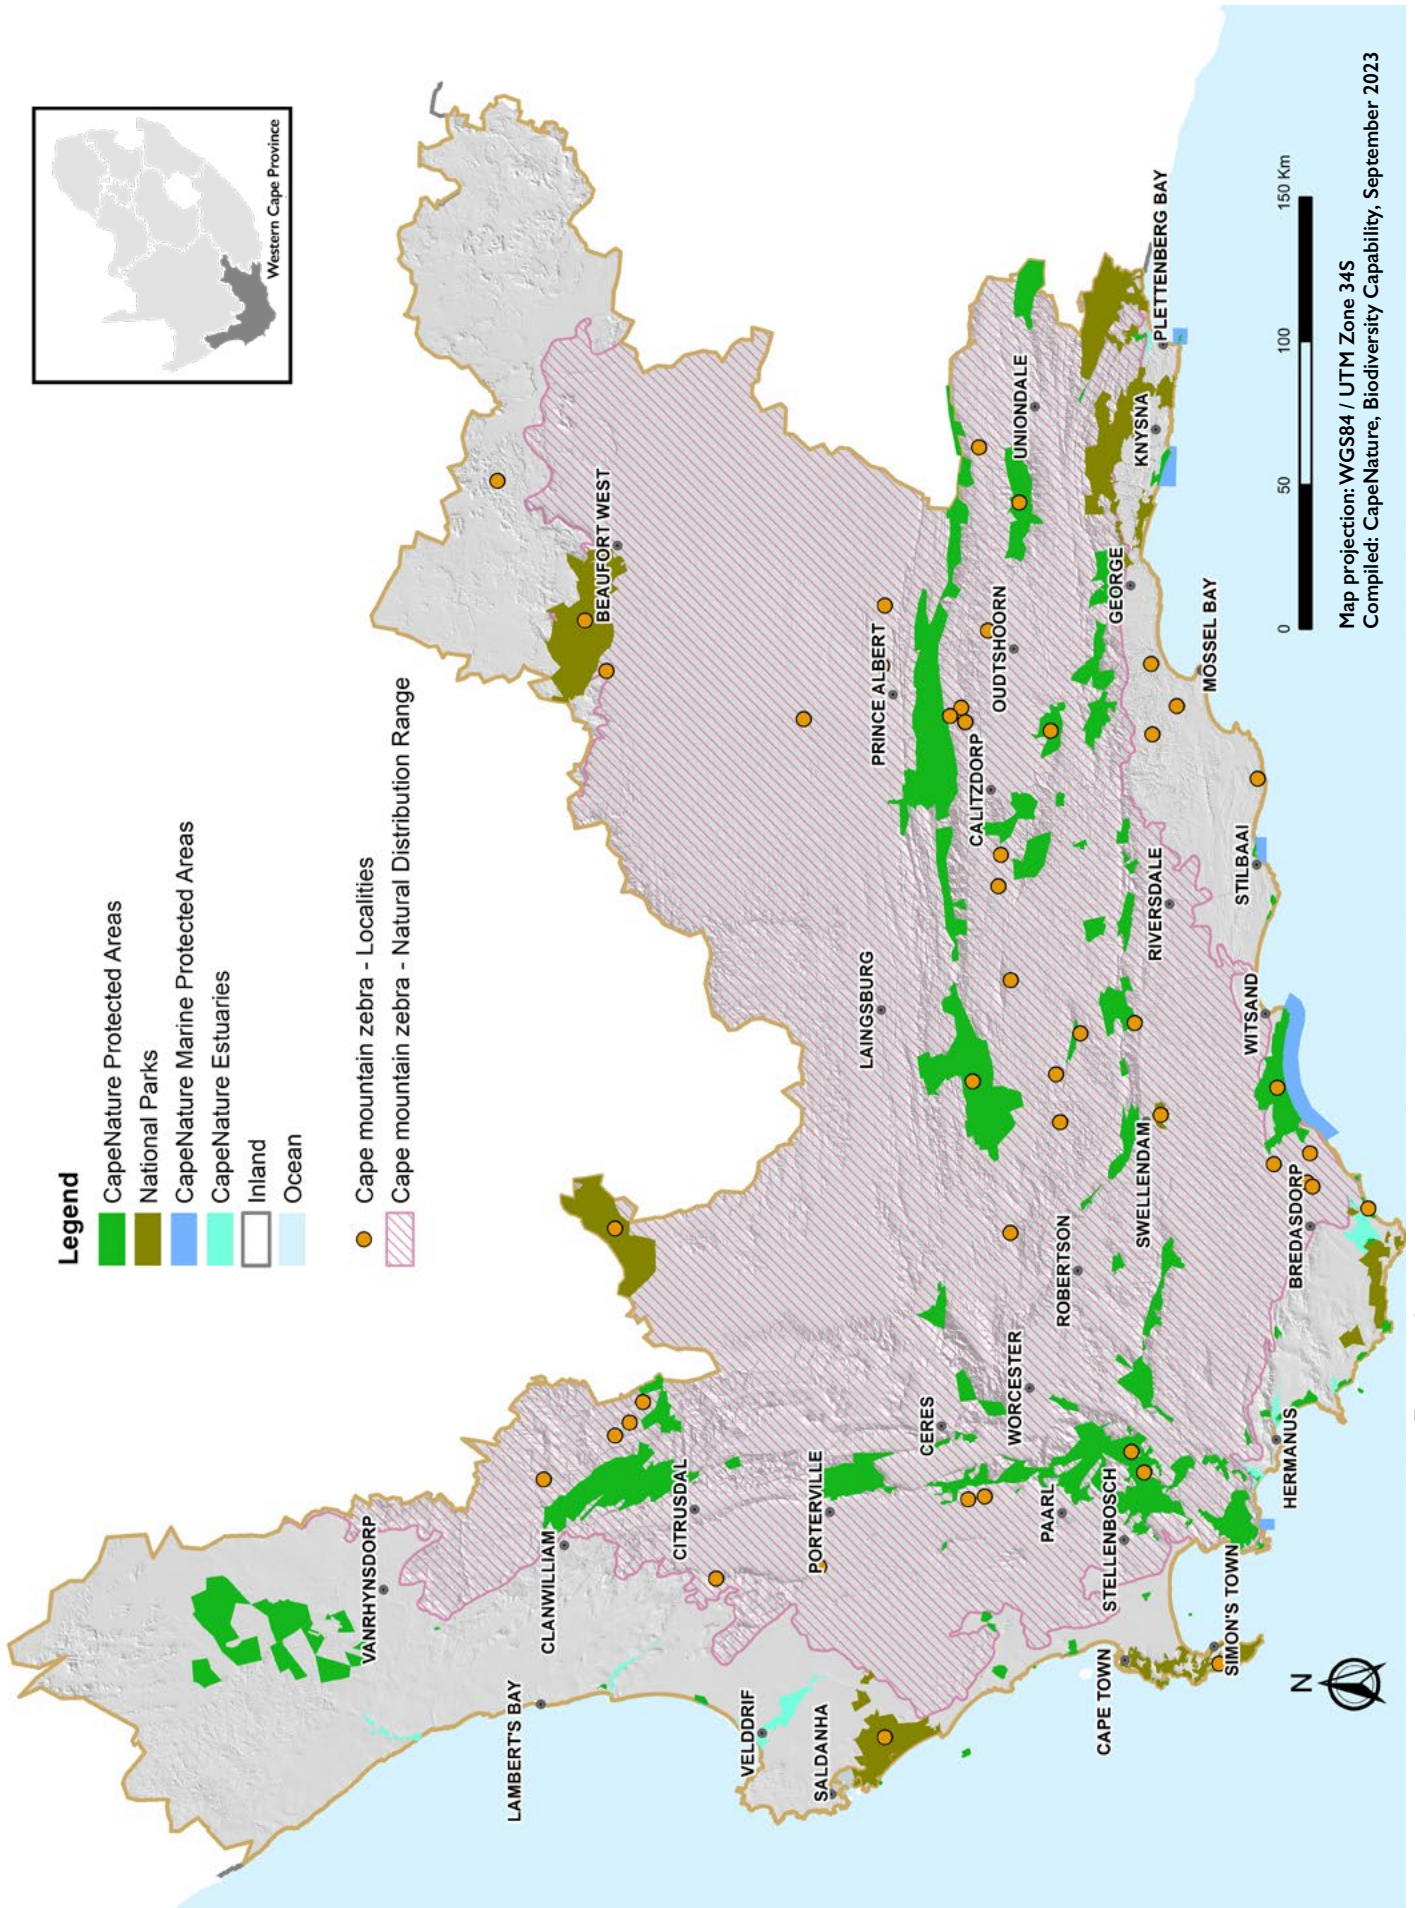 Legend
CapeNature Protected Areas
National Parks
CapeNature Marine Protected Areas
CapeNature Estuaries
Inland
Ocean
Cape mountain zebra - Localities
Cape mountain zebra - Natural Distribution Range
Western Cape Province
VANRHYNSDORP
LAMBERT'S BAY
CLANWILLIAM
CITRUSDAL
VELDDRIF
SALDANHA
PORTERVILLE
CERES
WORCESTER
PAARL
STELLENBOSCH
CAPE TOWN
SIMON'S TOWN
HERMANUS
ROBERTSON
SWELLENDAM
BREDASDORP
WITSAND
LAINGSBURG
RIVERSDALE
STILBAAI
CALITZDORP
PRINCE ALBERT
OUDTSHOORN
MOSSEL BAY
GEORGE
BEAUFORT WEST
UNIONDALE
KNYSNA
PLETTENBERG BAY
N
0 50 100 150 Km
Map projection: WGS84 / UTM Zone 34S
Compiled: CapeNature, Biodiversity Capability, September 2023